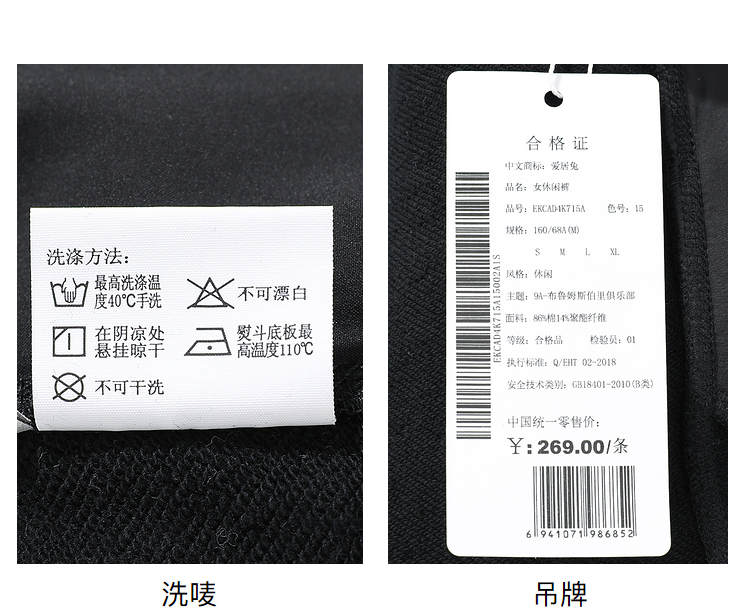 洗涤方法:
最高洗涤温
度40℃手洗
不可漂白
在阴凉处
悬挂晾干
熨斗底板最
高温度110℃
不可干洗
洗唛
合格证
中文商标: 爱居兔
品名: 女休闲裤
品号: EKCAD4K715A 色号: 15
规格: 160/68A(M)
S M L XL
风格: 休闲
主题: 9A-布鲁姆斯伯里俱乐部
面料: 86%棉14%聚酯纤维
等级: 合格品 检验员: 01
执行标准: Q/EHT 02-2018
安全技术类别: GB18401-2010(B类)
中国统一零售价:
¥: 269.00/条
6 941071 986852
EKCAD4K715A15002A1S
吊牌